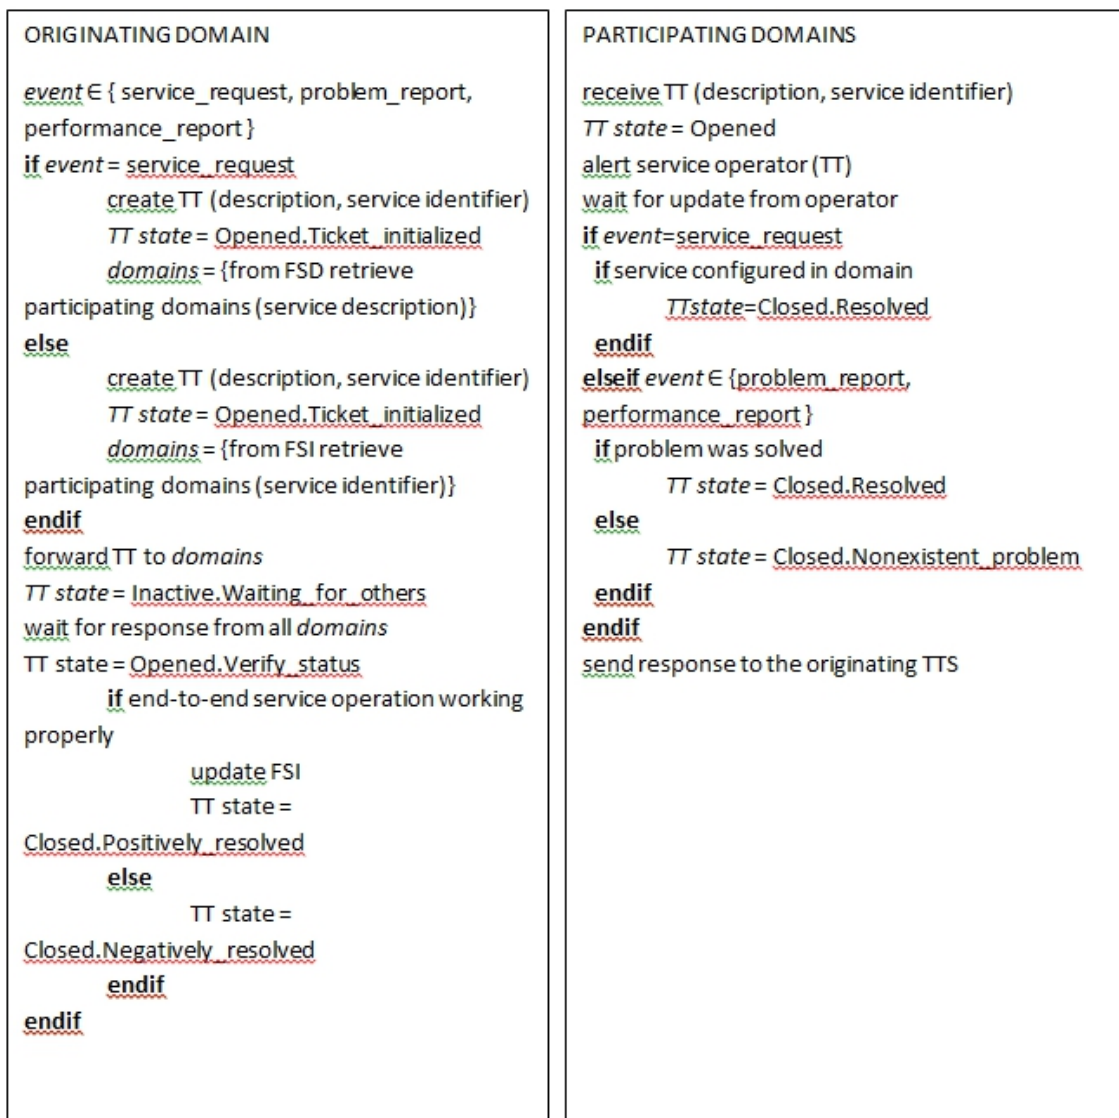 ORIGINATING DOMAIN
event ∈ { service_request, problem_report,
performance_report }
if event = service_request
create TT (description, service identifier)
TT state = Opened.Ticket_initialized
domains = {from FSD retrieve
participating domains (service description)}
else
create TT (description, service identifier)
TT state = Opened.Ticket_initialized
domains = {from FSI retrieve
participating domains (service identifier)}
endif
forward TT to domains
TT state = Inactive.Waiting_for_others
wait for response from all domains
TT state = Opened.Verify_status
if end-to-end service operation working
properly
update FSI
TT state =
Closed.Positively_resolved
else
TT state =
Closed.Negatively_resolved
endif
endif
PARTICIPATING DOMAINS
receive TT (description, service identifier)
TT state = Opened
alert service operator (TT)
wait for update from operator
if event=service_request
if service configured in domain
TTstate=Closed.Resolved
endif
elseif event ∈ {problem_report,
performance_report }
if problem was solved
TT state = Closed.Resolved
else
TT state = Closed.Nonexistent_problem
endif
endif
send response to the originating TTS